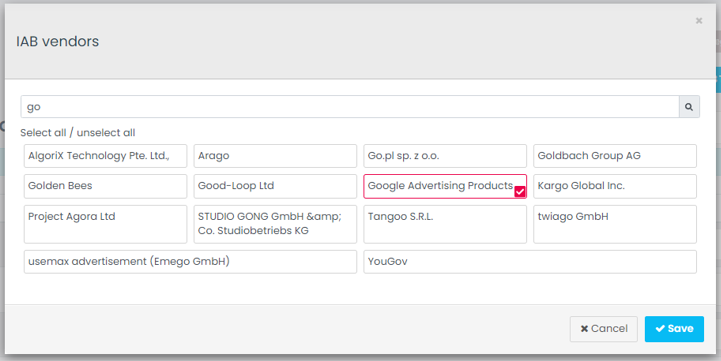 IAB vendors
×
go
Select all / unselect all
AlgoriX Technology Pte. Ltd.,
Arago
Go.pl sp. z o.o.
Goldbach Group AG
Golden Bees
Good-Loop Ltd
Google Advertising Products
Kargo Global Inc.
Project Agora Ltd
STUDIO GONG GmbH &amp;
Co. Studiobetriebs KG
Tangoo S.R.L.
twiago GmbH
usemax advertisement (Emego GmbH)
YouGov
Cancel
Save